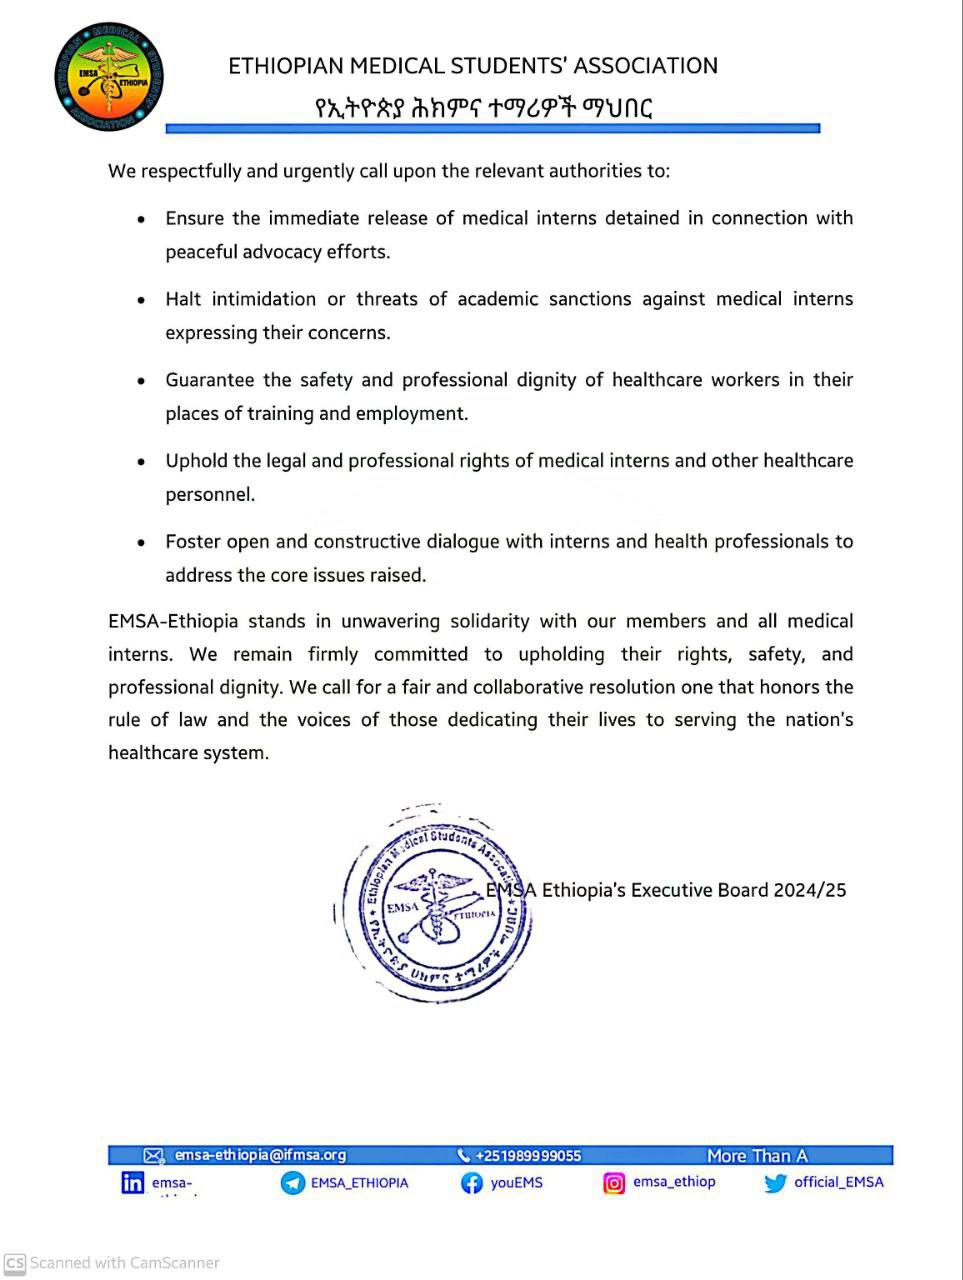 ETHIOPIAN MEDICAL STUDENTS' ASSOCIATION
EMSA
ETHIOPIA
የኢትዮጵያ ሕክምና ተማሪዎች ማህበር
We respectfully and urgently call upon the relevant authorities to:
• Ensure the immediate release of medical interns detained in connection with
peaceful advocacy efforts.
• Halt intimidation or threats of academic sanctions against medical interns
expressing their concerns.
• Guarantee the safety and professional dignity of healthcare workers in their
places of training and employment.
• Uphold the legal and professional rights of medical interns and other healthcare
personnel.
• Foster open and constructive dialogue with interns and health professionals to
address the core issues raised.
EMSA-Ethiopia stands in unwavering solidarity with our members and all medical
interns. We remain firmly committed to upholding their rights, safety, and
professional dignity. We call for a fair and collaborative resolution one that honors the
rule of law and the voices of those dedicating their lives to serving the nation's
healthcare system.
Ethiopian Medical Students Association
EMSA
ETHIOPIA
EMSA Ethiopia's Executive Board 2024/25
emsa-ethiopia@ifmsa.org +251989999055 More Than A
emsa- EMSA_ETHIOPIA youEMS emsa_ethiop official_EMSA
CS Scanned with CamScanner